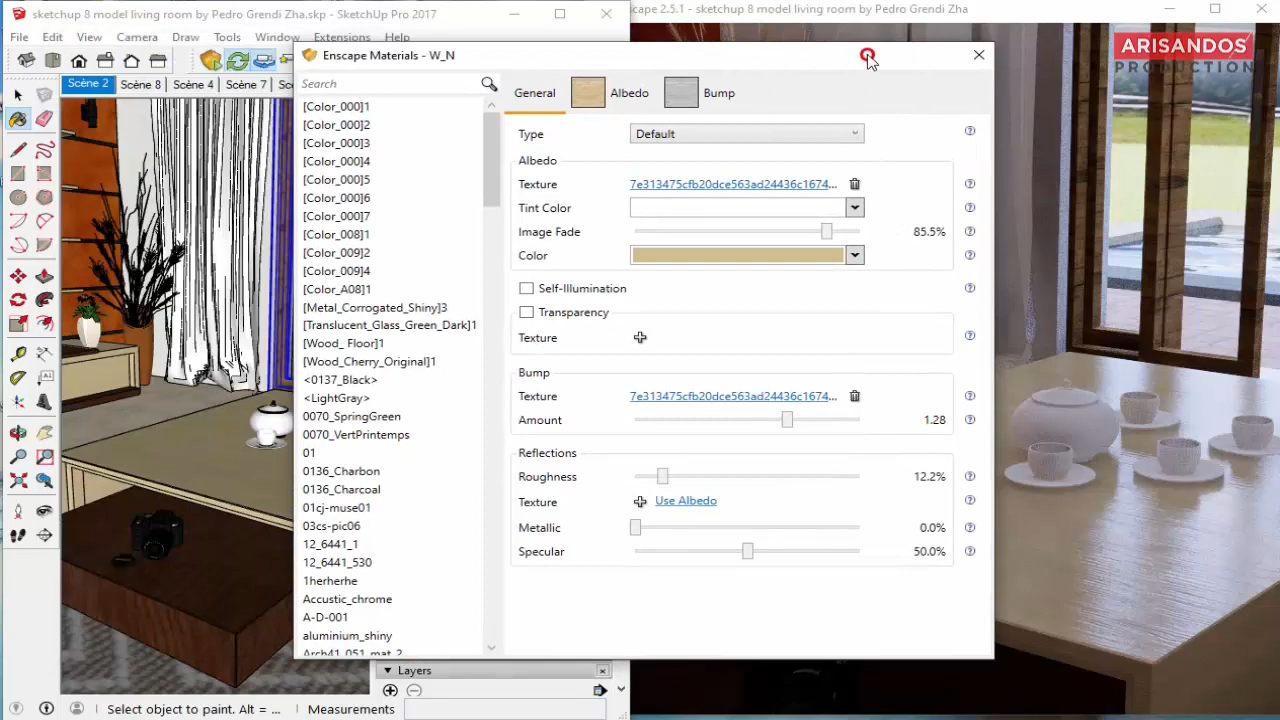 sketchup 8 model living room by Pedro Grendi Zha.skp - SketchUp Pro 2017
scape 2.5.1 - sketchup 8 model living room by Pedro Grendi Zha
File Edit View Camera Draw Tools Window Extensions Help
ARISANDOS
PRODUCTION
Scène 2 Scène 8 Scène 4 Scène 7
Enscape Materials - W_N
Search
[Color_000]1
[Color_000]2
[Color_000]3
[Color_000]4
[Color_000]5
[Color_000]6
[Color_000]7
[Color_008]1
[Color_009]2
[Color_009]4
[Color_A08]1
[Metal_Corrogated_Shiny]3
[Translucent_Glass_Green_Dark]1
[Wood_ Floor]1
[Wood_Cherry_Original]1
<0137_Black>
<LightGray>
0070_SpringGreen
0070_VertPrintemps
01
0136_Charbon
0136_Charcoal
01cj-muse01
03cs-pic06
12_6441_1
12_6441_530
1herherhe
Accustic_chrome
A-D-001
aluminium_shiny
Arch41_051_mat_2
General Albedo Bump
Type Default
Albedo
Texture 7e313475cfb20dce563ad24436c1674...
Tint Color
Image Fade 85.5%
Color
Self-Illumination
Transparency
Texture
Bump
Texture 7e313475cfb20dce563ad24436c1674...
Amount 1.28
Reflections
Roughness 12.2%
Texture Use Albedo
Metallic 0.0%
Specular 50.0%
Layers
Select object to paint. Alt = ... Measurements